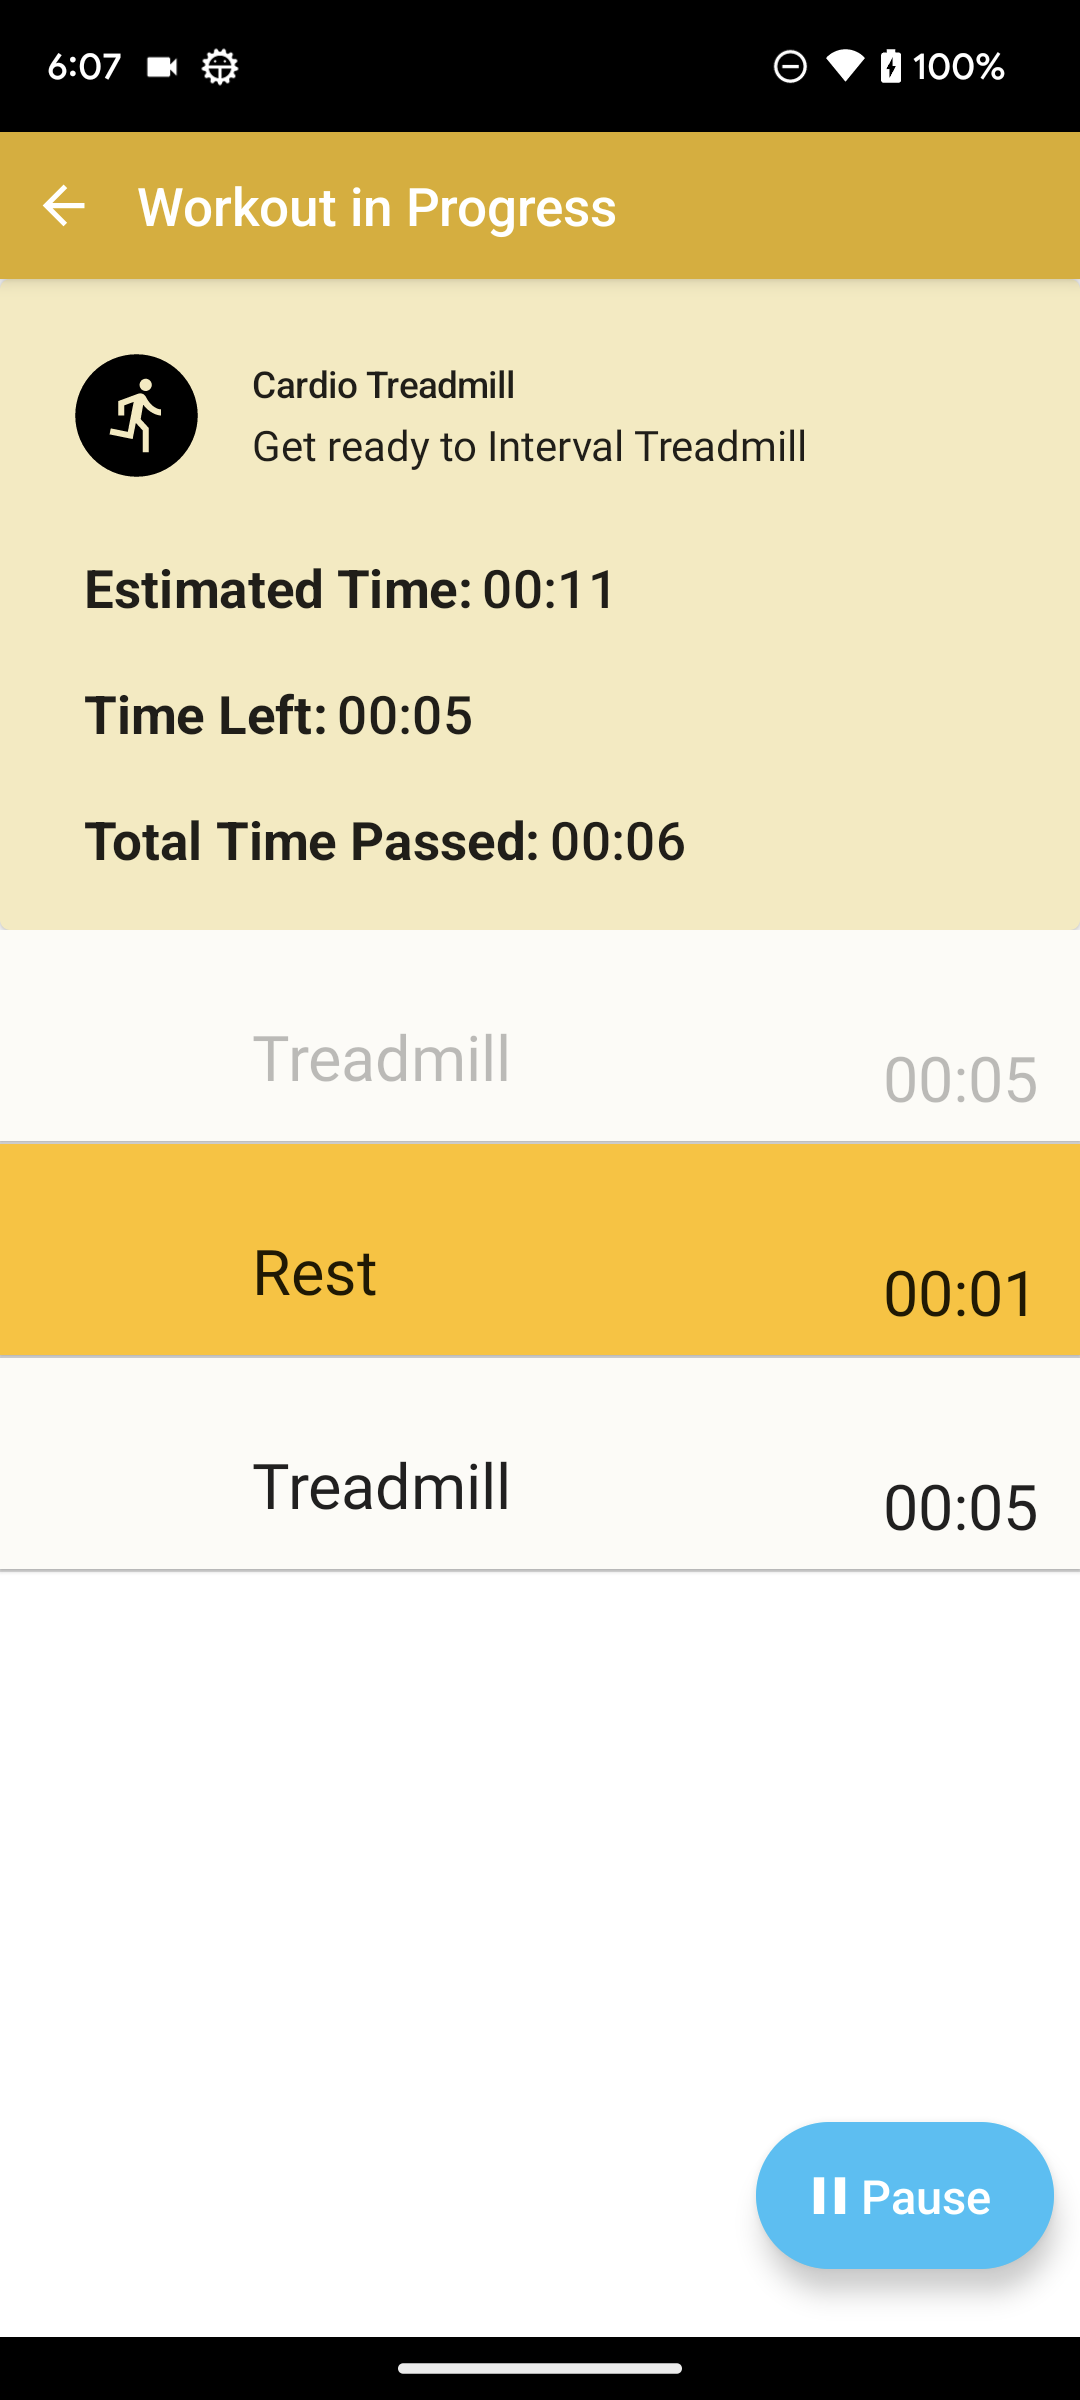 6:07 100%
Workout in Progress
Cardio Treadmill
Get ready to Interval Treadmill
Estimated Time: 00:11
Time Left: 00:05
Total Time Passed: 00:06
Treadmill 00:05
Rest 00:01
Treadmill 00:05
Pause